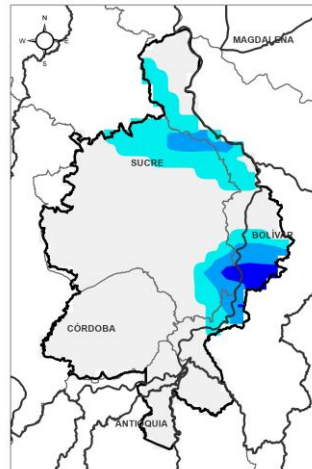 N
W E
S
MAGDALENA
SUCRE
BOLÍVAR
CÓRDOBA
ANTIOQUIA